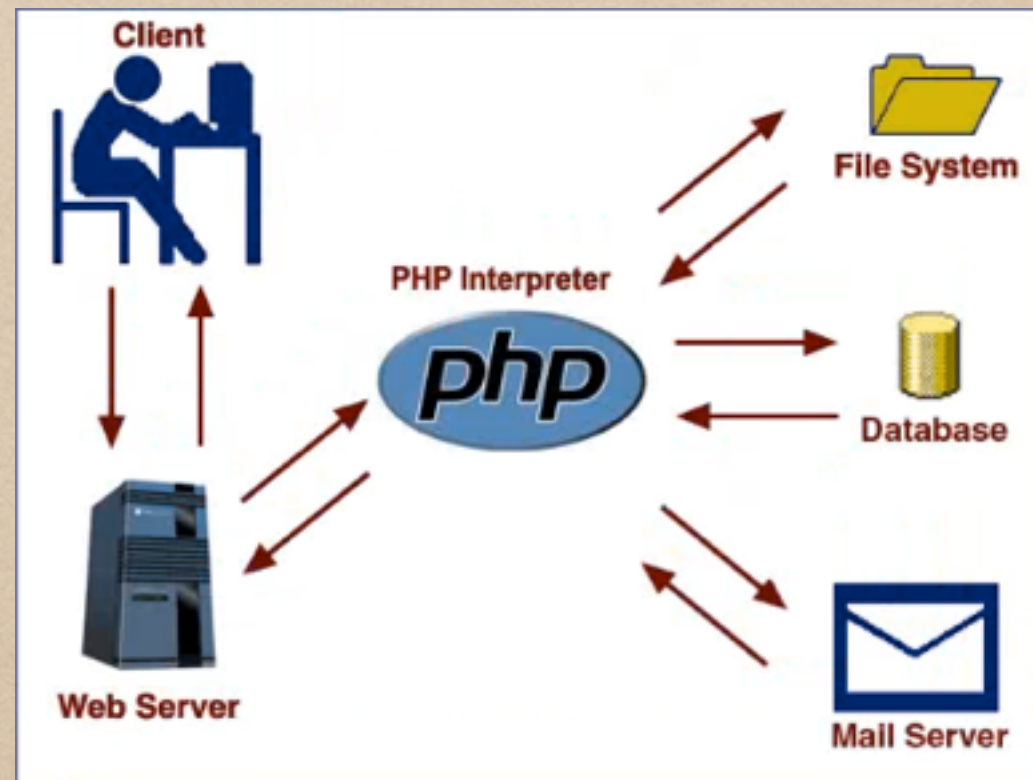 Client
File System
PHP Interpreter
php
Database
Web Server
Mail Server